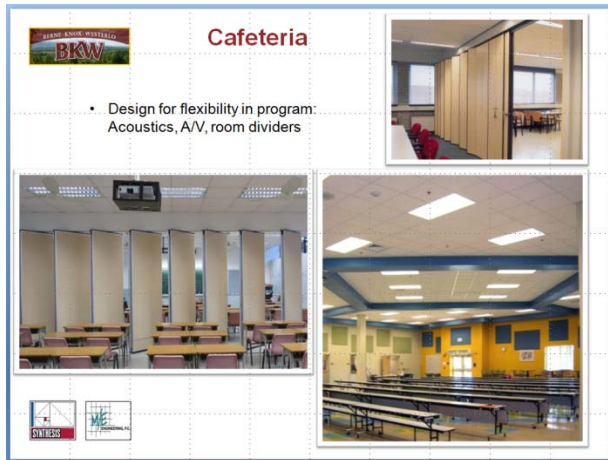 BERNE · KNOX · WESTERLO
BKW
Cafeteria
• Design for flexibility in program:
Acoustics, A/V, room dividers
SYNTHESIS
M/E
ENGINEERING, P.C.